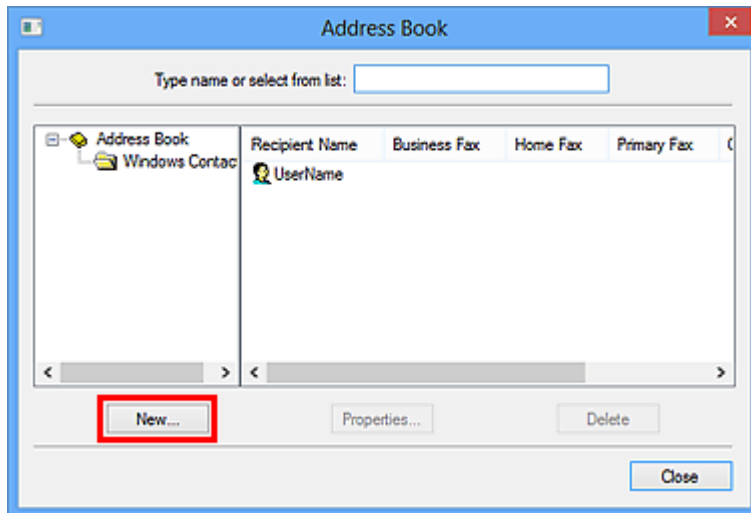 Address Book
Type name or select from list:
Address Book
Windows Contac
Recipient Name Business Fax Home Fax Primary Fax
UserName
New... Properties... Delete
Close